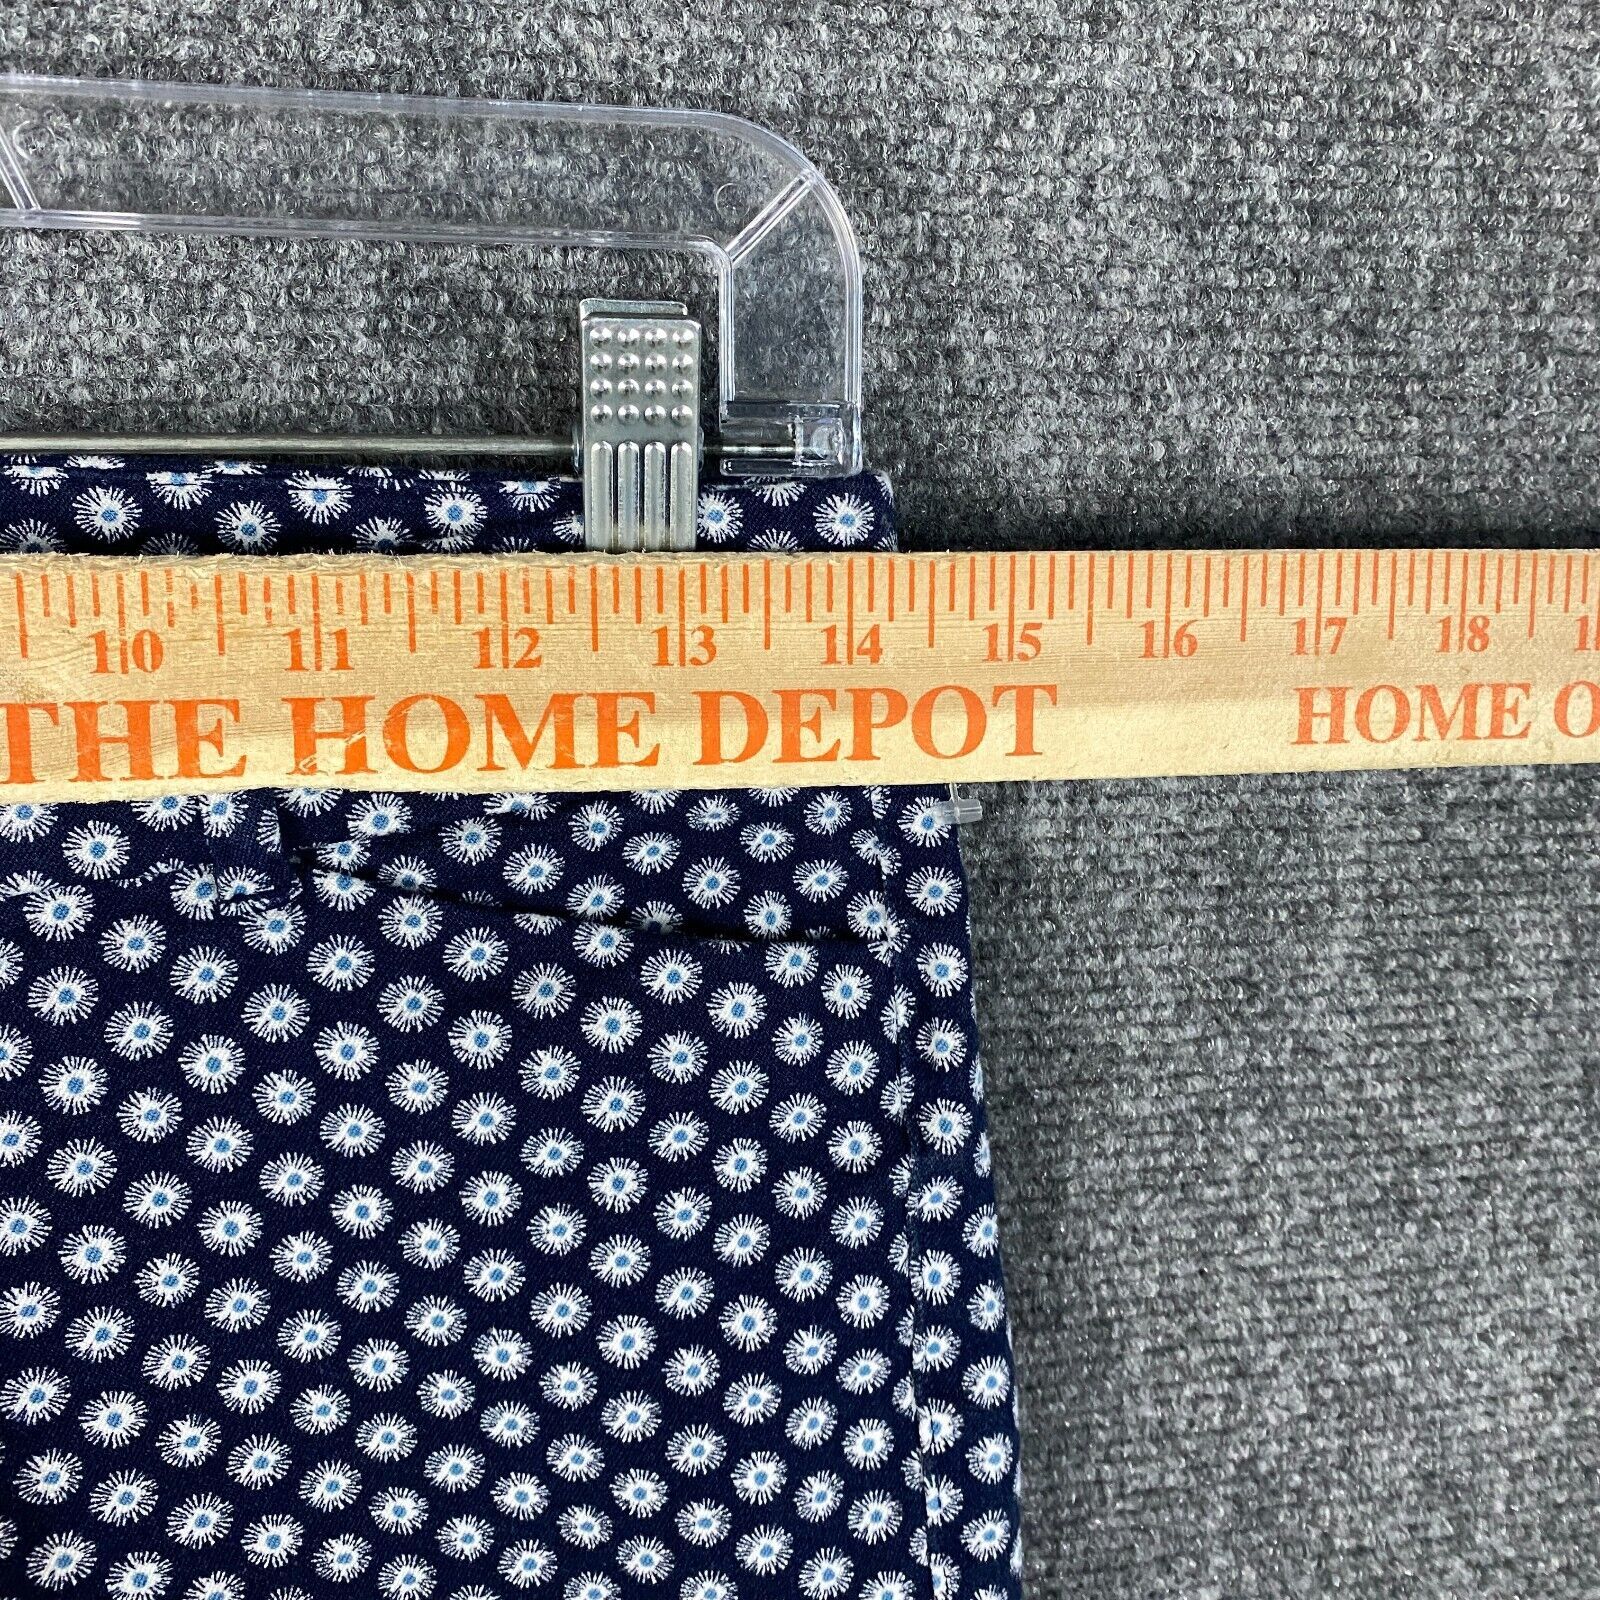 10 11 12 13 14 15 16 17 18
THE HOME DEPOT HOME